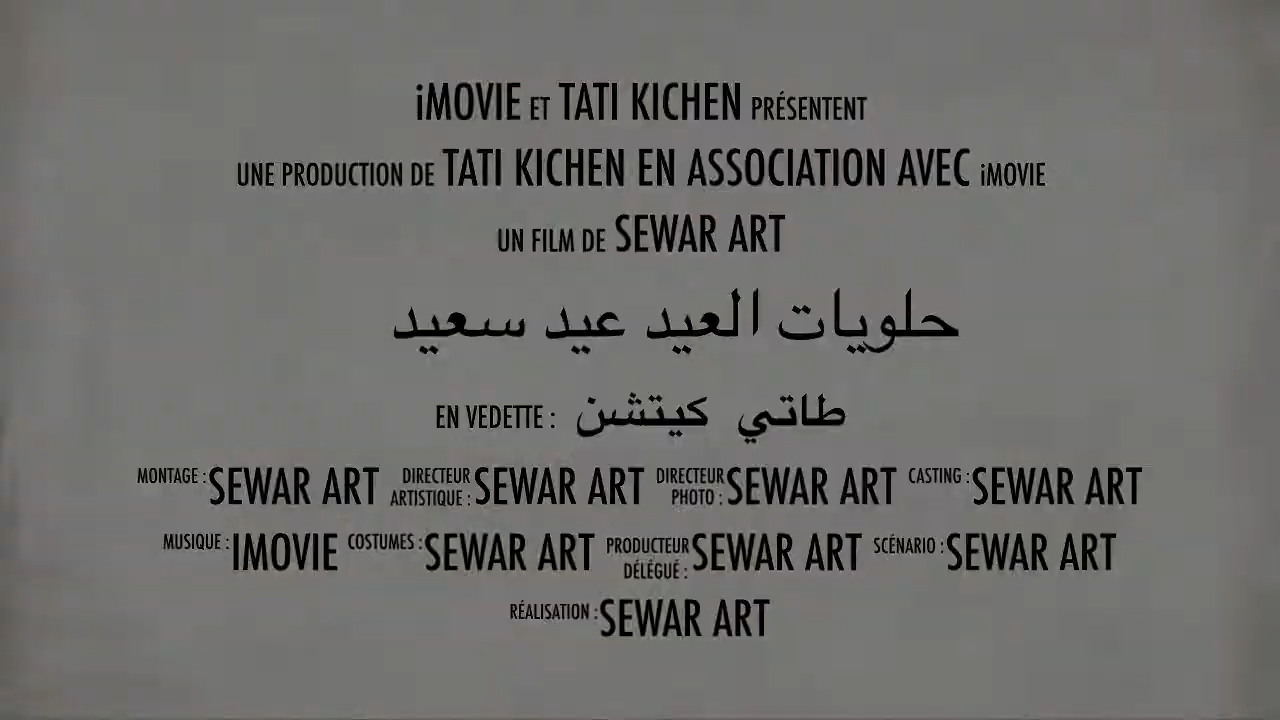 iMOVIE ET TATI KICHEN PRÉSENTENT
UNE PRODUCTION DE TATI KICHEN EN ASSOCIATION AVEC iMOVIE
UN FILM DE SEWAR ART
حلويات العيد عيد سعيد
EN VEDETTE : طاتي كيتشن
MONTAGE : SEWAR ART DIRECTEUR ARTISTIQUE : SEWAR ART DIRECTEUR PHOTO : SEWAR ART CASTING : SEWAR ART
MUSIQUE : IMOVIE COSTUMES : SEWAR ART PRODUCTEUR DÉLÉGUÉ : SEWAR ART SCÉNARIO : SEWAR ART
RÉALISATION : SEWAR ART